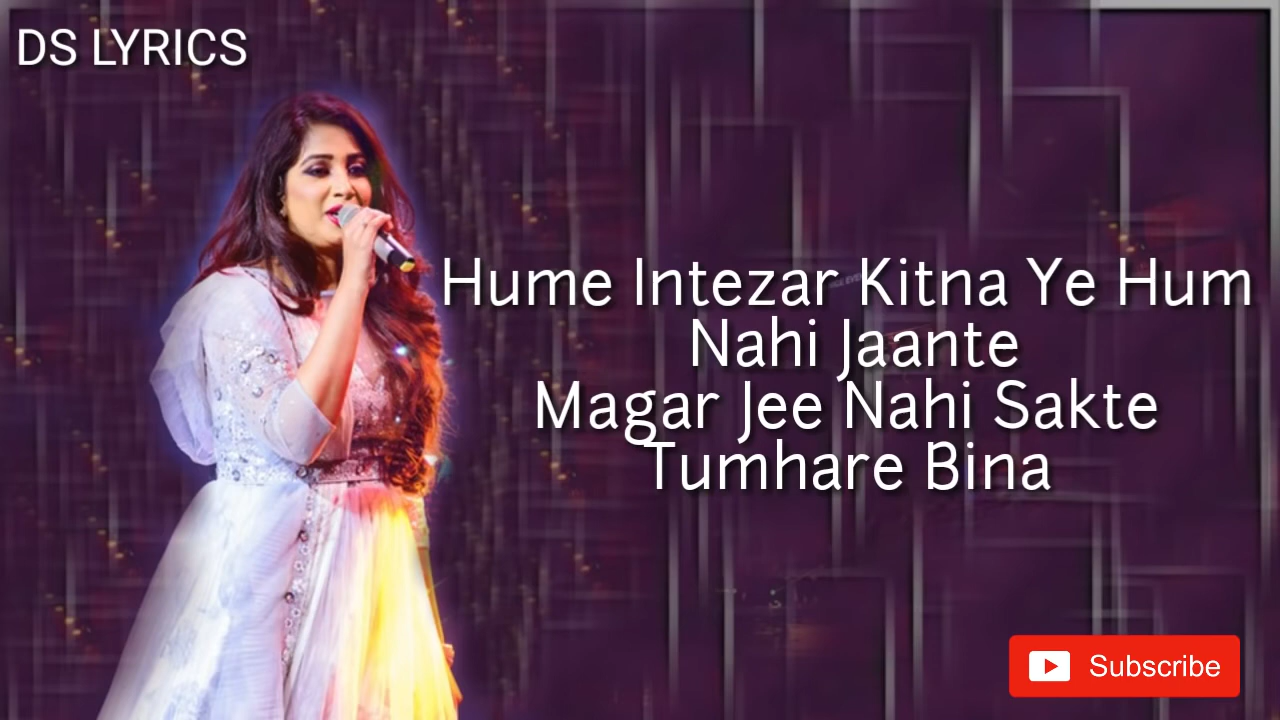 DS LYRICS
Hume Intezar Kitna Ye Hum
Nahi Jaante
Magar Jee Nahi Sakte
Tumhare Bina
Subscribe